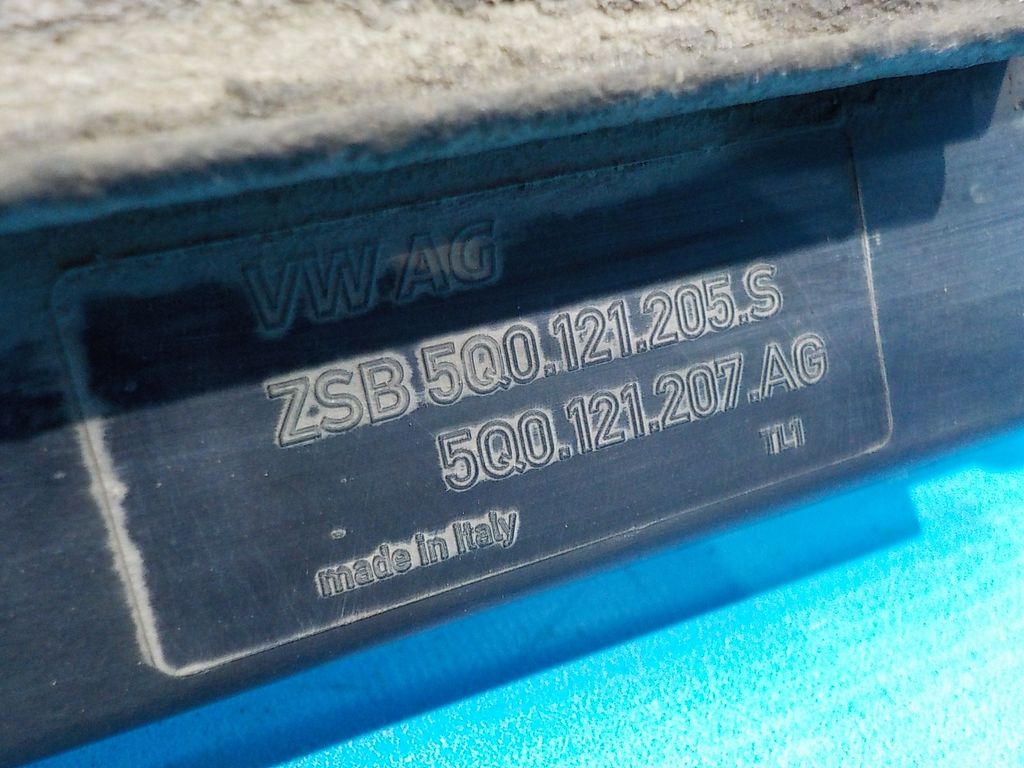 VW AG
ZSB 5Q0.121.205.S
5Q0.121.207.AG
TL1
made in Italy